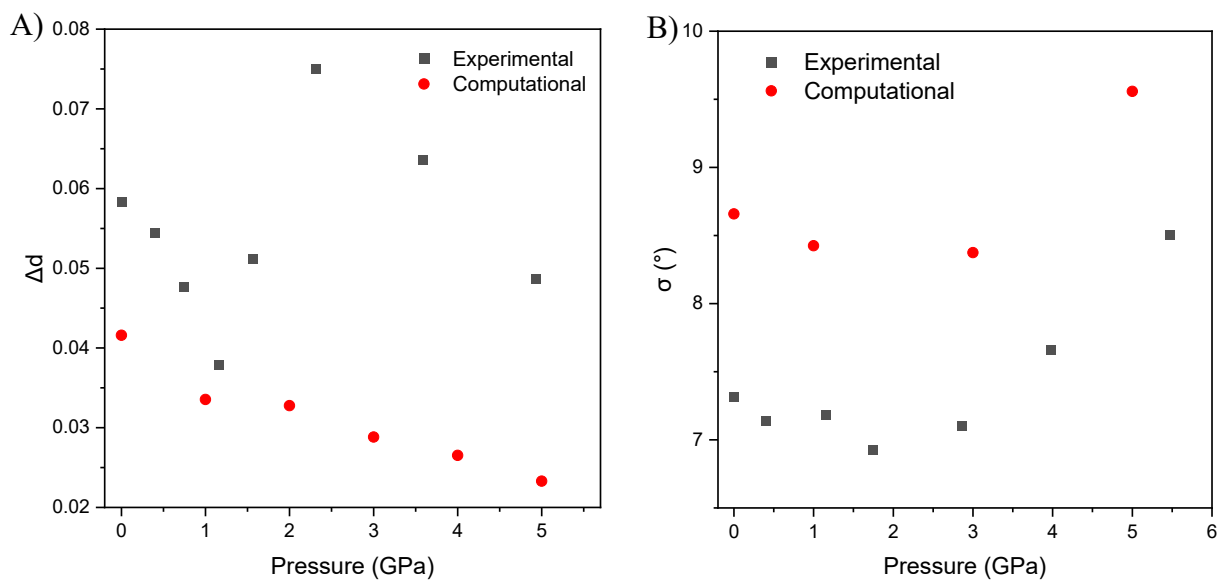 A)
0.08
0.07
0.06
0.05
0.04
0.03
0.02
Δd
Experimental
Computational
0 1 2 3 4 5
Pressure (GPa)
B)
10
9
8
7
σ (°)
Experimental
Computational
0 1 2 3 4 5 6
Pressure (GPa)